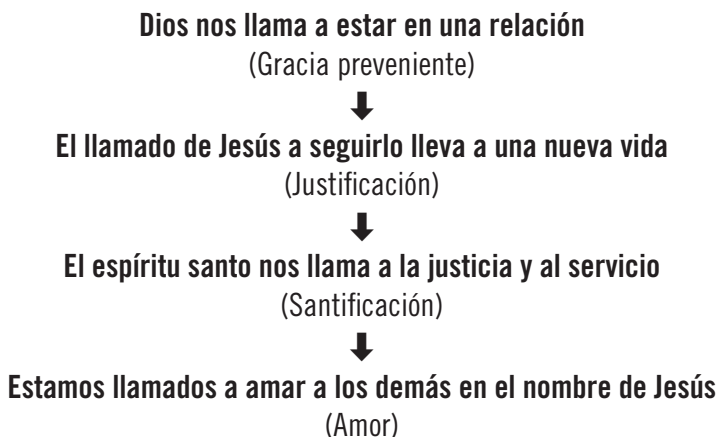 Dios nos llama a estar en una relación
(Gracia preveniente)
El llamado de Jesús a seguirlo lleva a una nueva vida
(Justificación)
El espíritu santo nos llama a la justicia y al servicio
(Santificación)
Estamos llamados a amar a los demás en el nombre de Jesús
(Amor)